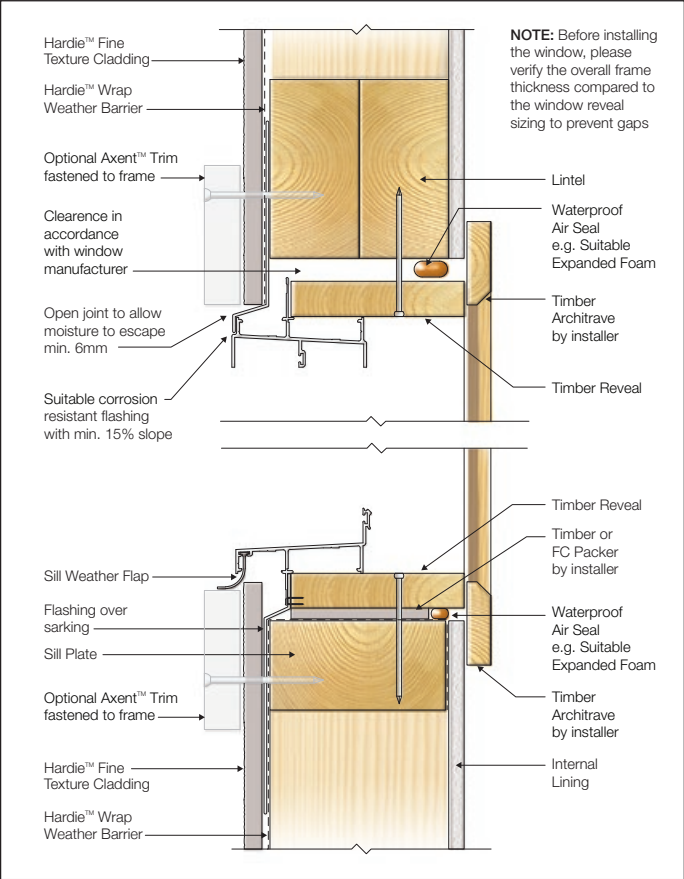 Hardie™ Fine
Texture Cladding
Hardie™ Wrap
Weather Barrier
Optional Axent™ Trim
fastened to frame
Clearence in
accordance
with window
manufacturer
Open joint to allow
moisture to escape
min. 6mm
Suitable corrosion
resistant flashing
with min. 15% slope
NOTE: Before installing
the window, please
verify the overall frame
thickness compared to
the window reveal
sizing to prevent gaps
Lintel
Waterproof
Air Seal
e.g. Suitable
Expanded Foam
Timber
Architrave
by installer
Timber Reveal
Sill Weather Flap
Flashing over
sarking
Sill Plate
Optional Axent™ Trim
fastened to frame
Hardie™ Fine
Texture Cladding
Hardie™ Wrap
Weather Barrier
Timber Reveal
Timber or
FC Packer
by installer
Waterproof
Air Seal
e.g. Suitable
Expanded Foam
Timber
Architrave
by installer
Internal
Lining